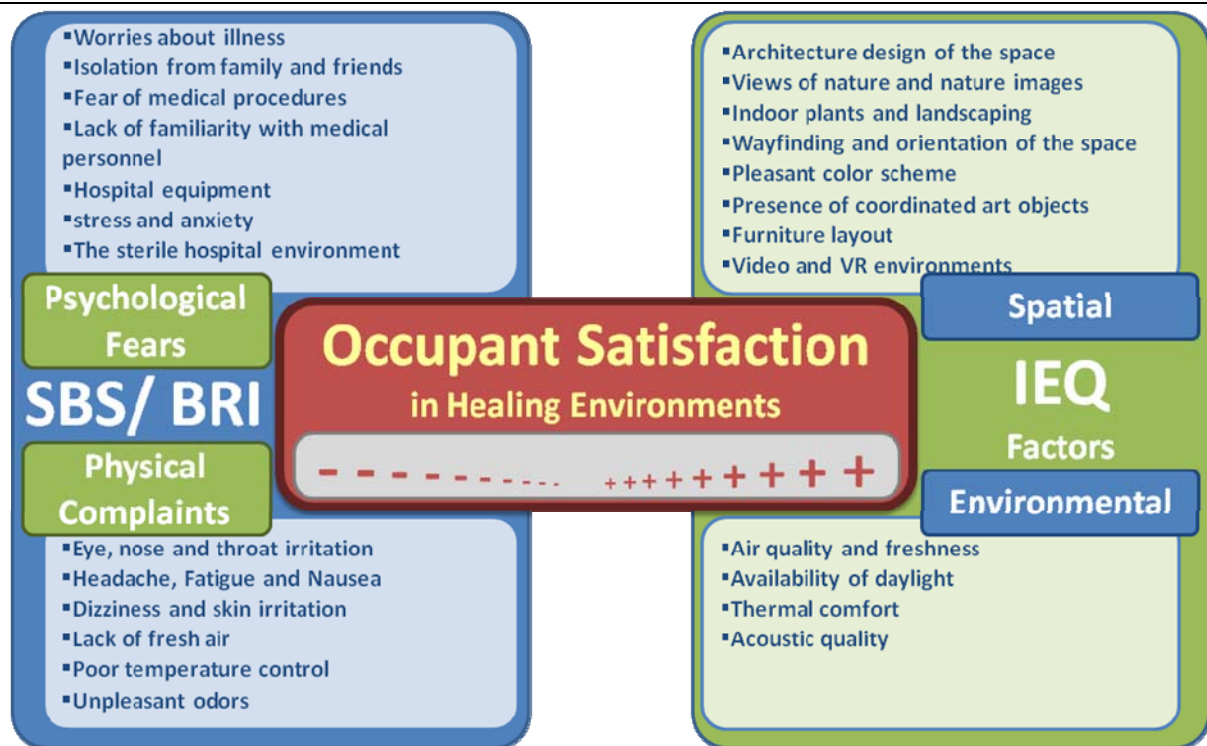 ▪Worries about illness
▪Isolation from family and friends
▪Fear of medical procedures
▪Lack of familiarity with medical
personnel
▪Hospital equipment
▪stress and anxiety
▪The sterile hospital environment
Psychological
Fears
SBS/ BRI
Physical
Complaints
▪Eye, nose and throat irritation
▪Headache, Fatigue and Nausea
▪Dizziness and skin irritation
▪Lack of fresh air
▪Poor temperature control
▪Unpleasant odors
Occupant Satisfaction
in Healing Environments
- - - - - - - - - - - + + + + + + + + + +
▪Architecture design of the space
▪Views of nature and nature images
▪Indoor plants and landscaping
▪Wayfinding and orientation of the space
▪Pleasant color scheme
▪Presence of coordinated art objects
▪Furniture layout
▪Video and VR environments
Spatial
IEQ
Factors
Environmental
▪Air quality and freshness
▪Availability of daylight
▪Thermal comfort
▪Acoustic quality